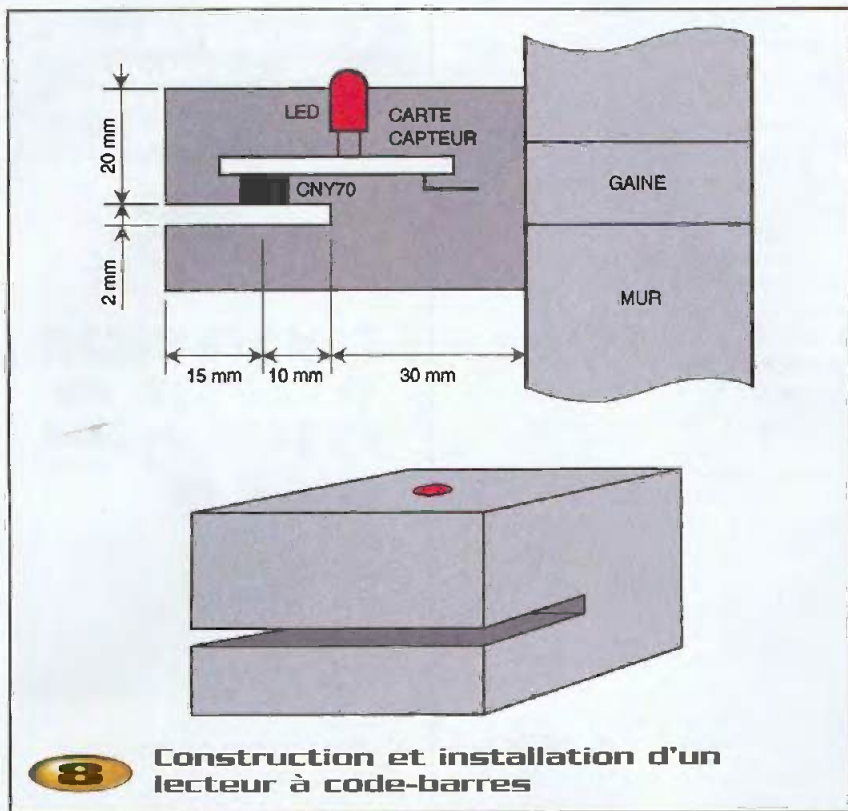 LED
CARTE
CAPTEUR
20 mm
CNY70
GAINE
2 mm
MUR
15 mm
10 mm
30 mm
8
Construction et installation d'un
lecteur à code-barres